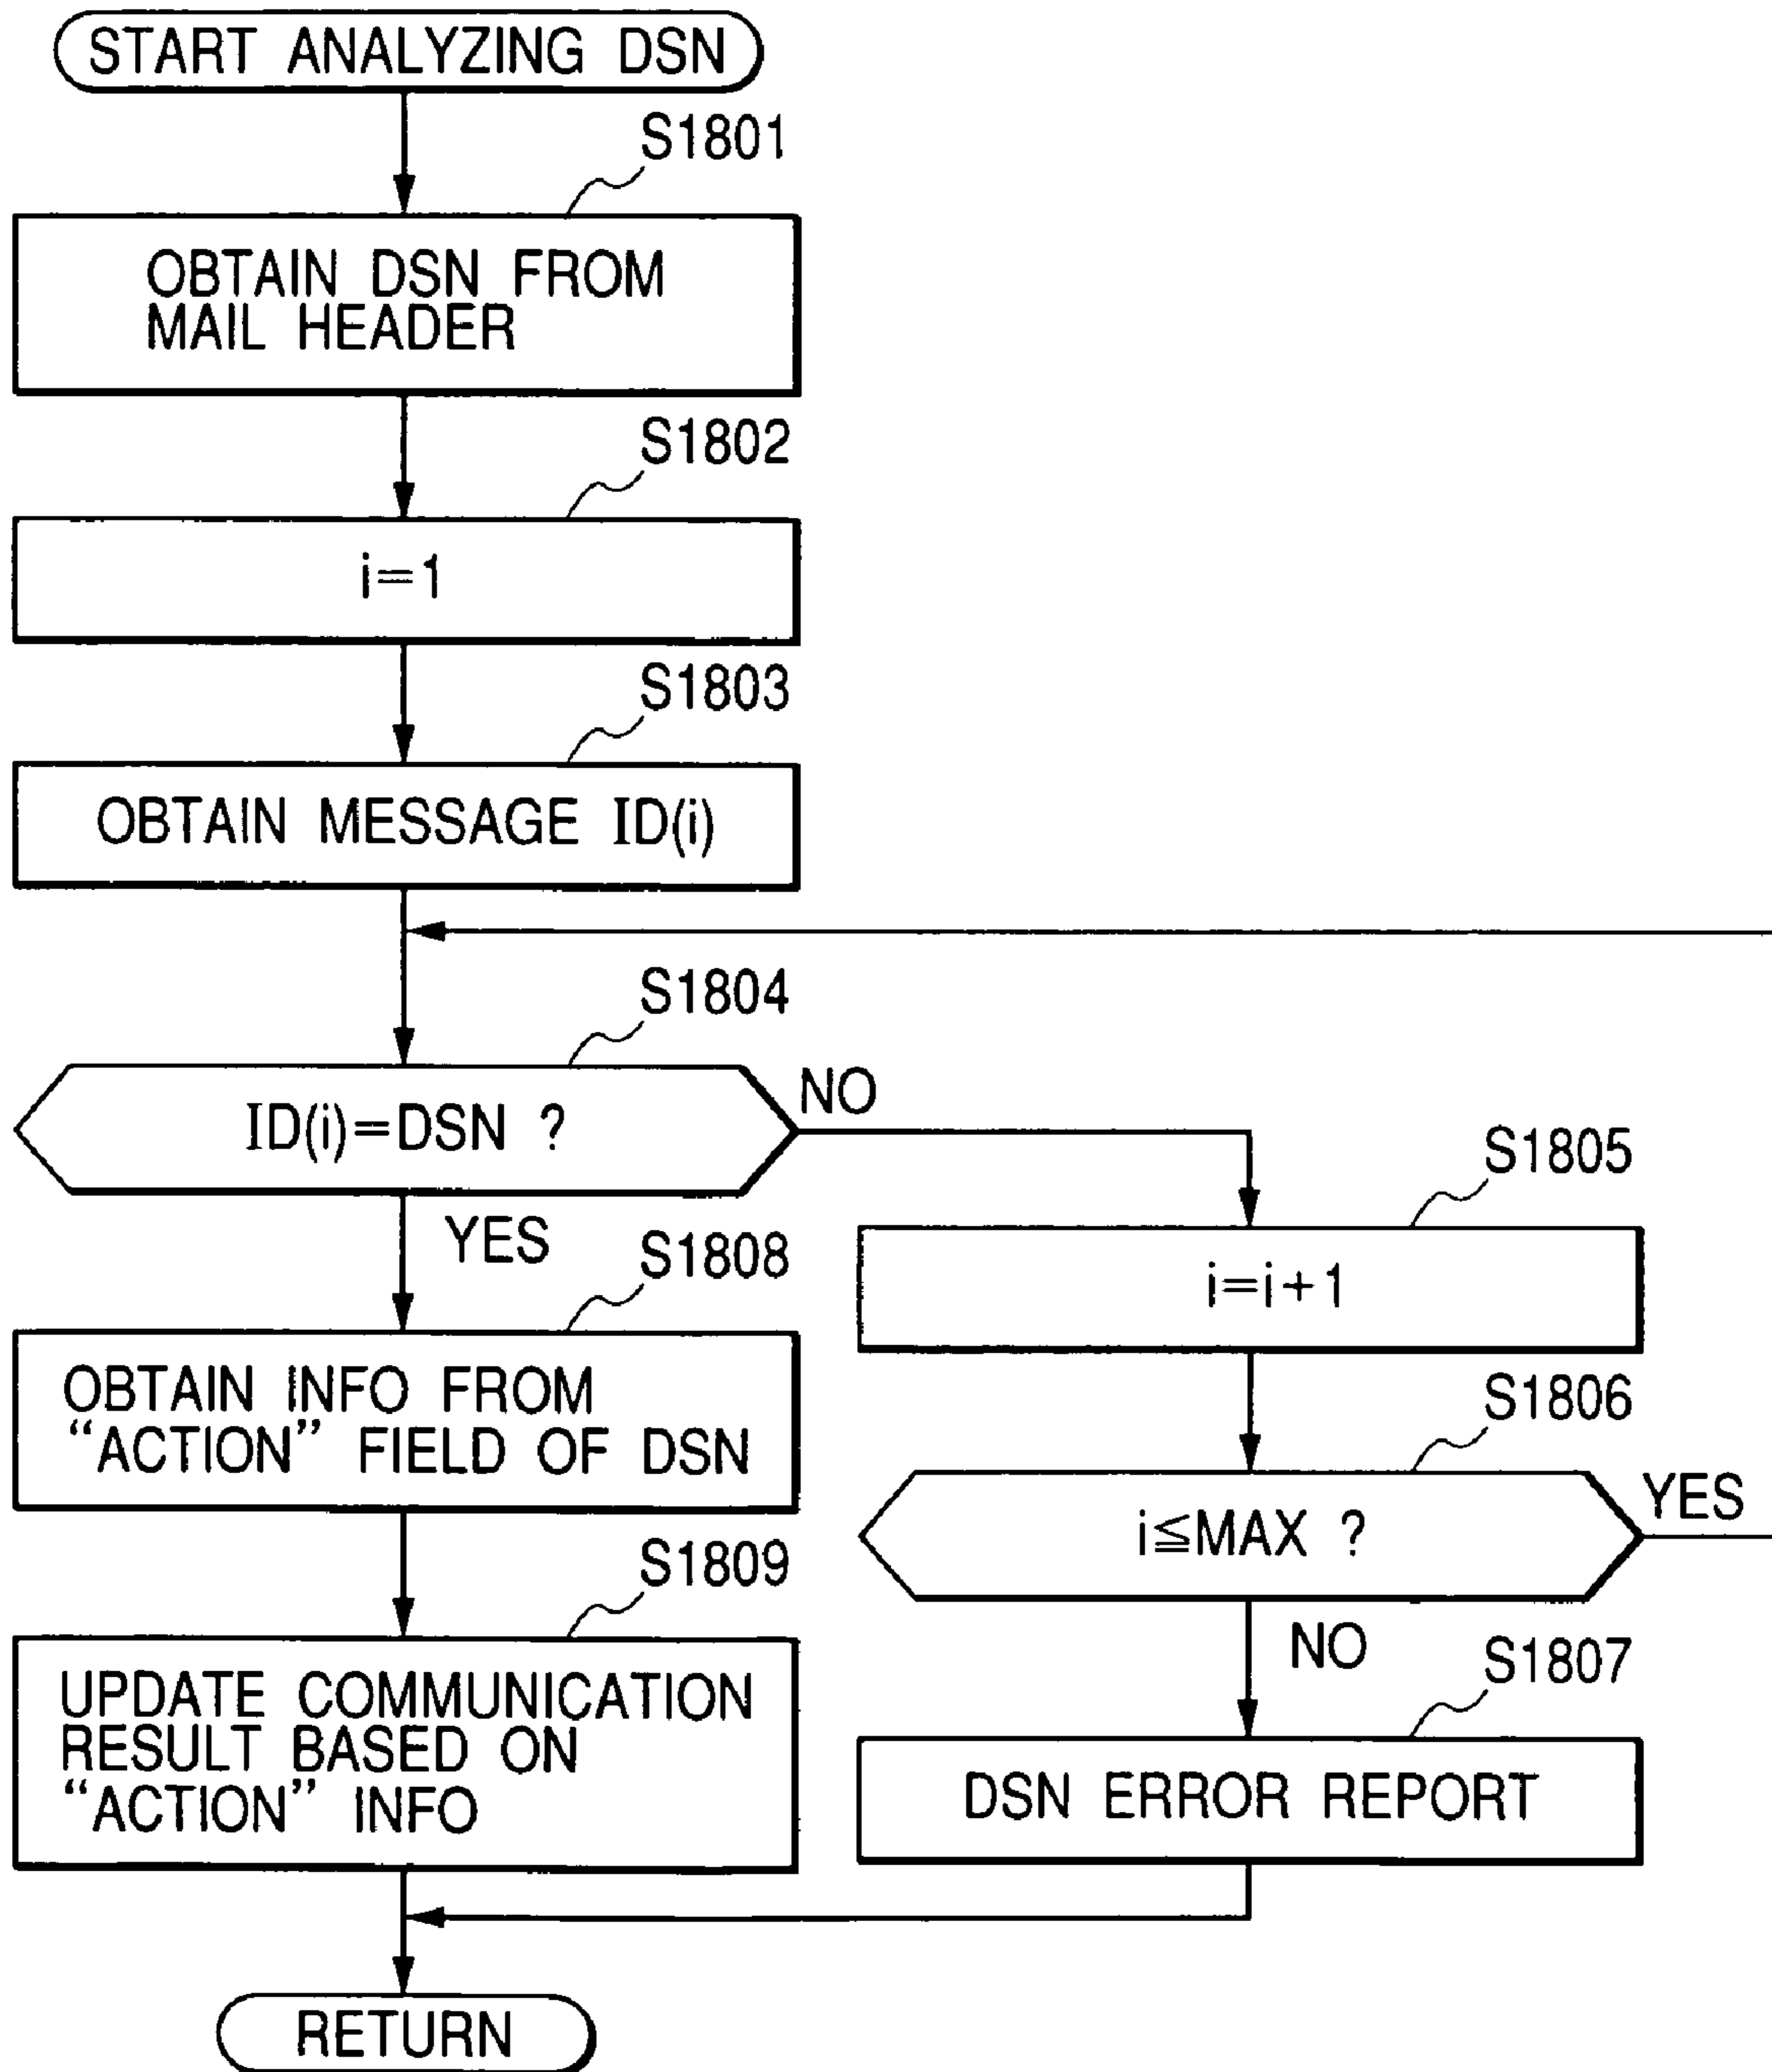 START ANALYZING DSN
S1801
OBTAIN DSN FROM
MAIL HEADER
S1802
i=1
S1803
OBTAIN MESSAGE ID(i)
S1804
ID(i)=DSN ?
NO
YES
S1805
i=i+1
S1806
i≦MAX ?
YES
NO
S1807
DSN ERROR REPORT
S1808
OBTAIN INFO FROM
“ACTION” FIELD OF DSN
S1809
UPDATE COMMUNICATION
RESULT BASED ON
“ACTION” INFO
RETURN